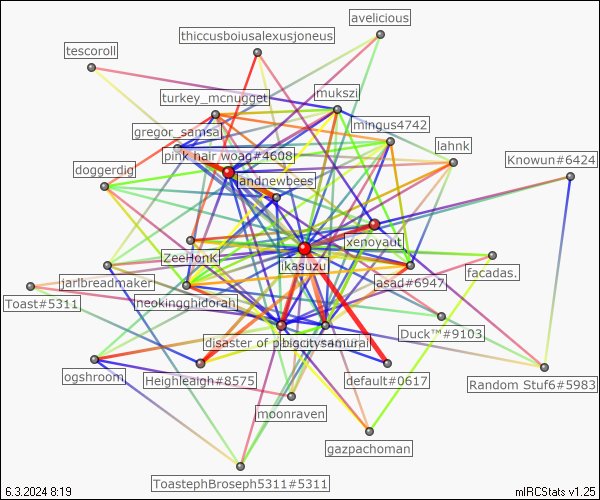 avelicious
thiccusboiusalexusjoneus
tescoroll
mukszi
turkey_mcnugget
mingus4742
gregor_samsa
lahnk
pink hair woag#4608
Knowun#6424
doggerdig
landnewbees
xenoyaut
ZeeHonK
ikasuzu
facadas.
jarlbreadmaker
asad#6947
Toast#5311
neokingghidorah
Duck™#9103
disaster of p
bigcitysamurai
ogshroom
Heighleaigh#8575
default#0617
Random Stuf6#5983
moonraven
gazpachoman
ToastephBroseph5311#5311
6.3.2024 8:19
mIRCStats v1.25